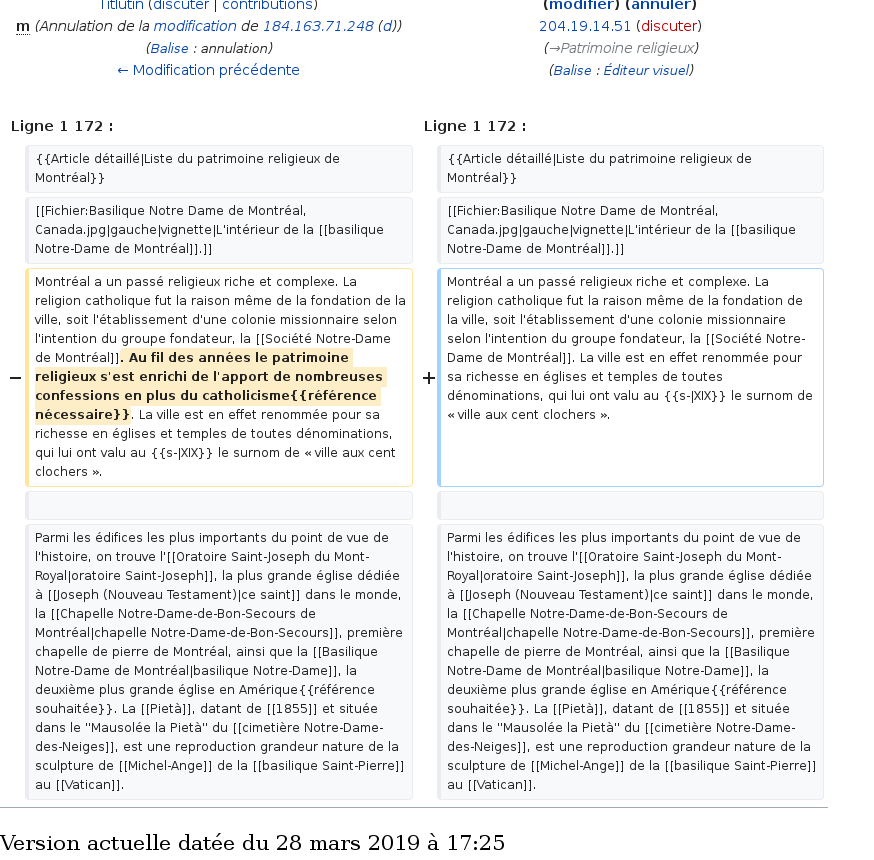 Titlutin (discuter | contributions)
m (Annulation de la modification de 184.163.71.248 (d))
(Balise : annulation)
← Modification précédente
(modifier) (annuler)
204.19.14.51 (discuter)
(→Patrimoine religieux)
(Balise : Éditeur visuel)
Ligne 1 172 :
Ligne 1 172 :
{{Article détaillé|Liste du patrimoine religieux de
Montréal}}
{{Article détaillé|Liste du patrimoine religieux de
Montréal}}
[[Fichier:Basilique Notre Dame de Montréal,
Canada.jpg|gauche|vignette|L'intérieur de la [[basilique
Notre-Dame de Montréal]].]]
[[Fichier:Basilique Notre Dame de Montréal,
Canada.jpg|gauche|vignette|L'intérieur de la [[basilique
Notre-Dame de Montréal]].]]
−
Montréal a un passé religieux riche et complexe. La
religion catholique fut la raison même de la fondation de la
ville, soit l'établissement d'une colonie missionnaire selon
l'intention du groupe fondateur, la [[Société Notre-Dame
de Montréal]]. Au fil des années le patrimoine
religieux s'est enrichi de l'apport de nombreuses
confessions en plus du catholicisme{{référence
nécessaire}}. La ville est en effet renommée pour sa
richesse en églises et temples de toutes dénominations,
qui lui ont valu au {{s-|XIX}} le surnom de « ville aux cent
clochers ».
+
Montréal a un passé religieux riche et complexe. La
religion catholique fut la raison même de la fondation de
la ville, soit l'établissement d'une colonie missionnaire
selon l'intention du groupe fondateur, la [[Société Notre-
Dame de Montréal]]. La ville est en effet renommée pour
sa richesse en églises et temples de toutes
dénominations, qui lui ont valu au {{s-|XIX}} le surnom de
« ville aux cent clochers ».
Parmi les édifices les plus importants du point de vue de
l'histoire, on trouve l'[[Oratoire Saint-Joseph du Mont-
Royal|oratoire Saint-Joseph]], la plus grande église dédiée
à [[Joseph (Nouveau Testament)|ce saint]] dans le monde,
la [[Chapelle Notre-Dame-de-Bon-Secours de
Montréal|chapelle Notre-Dame-de-Bon-Secours]], première
chapelle de pierre de Montréal, ainsi que la [[Basilique
Notre-Dame de Montréal|basilique Notre-Dame]], la
deuxième plus grande église en Amérique{{référence
souhaitée}}. La [[Pietà]], datant de [[1855]] et située
dans le "Mausolée la Pietà" du [[cimetière Notre-Dame-
des-Neiges]], est une reproduction grandeur nature de la
sculpture de [[Michel-Ange]] de la [[basilique Saint-Pierre]]
au [[Vatican]].
Parmi les édifices les plus importants du point de vue de
l'histoire, on trouve l'[[Oratoire Saint-Joseph du Mont-
Royal|oratoire Saint-Joseph]], la plus grande église dédiée
à [[Joseph (Nouveau Testament)|ce saint]] dans le monde,
la [[Chapelle Notre-Dame-de-Bon-Secours de
Montréal|chapelle Notre-Dame-de-Bon-Secours]], première
chapelle de pierre de Montréal, ainsi que la [[Basilique
Notre-Dame de Montréal|basilique Notre-Dame]], la
deuxième plus grande église en Amérique{{référence
souhaitée}}. La [[Pietà]], datant de [[1855]] et située
dans le "Mausolée la Pietà" du [[cimetière Notre-Dame-
des-Neiges]], est une reproduction grandeur nature de la
sculpture de [[Michel-Ange]] de la [[basilique Saint-Pierre]]
au [[Vatican]].
Version actuelle datée du 28 mars 2019 à 17:25